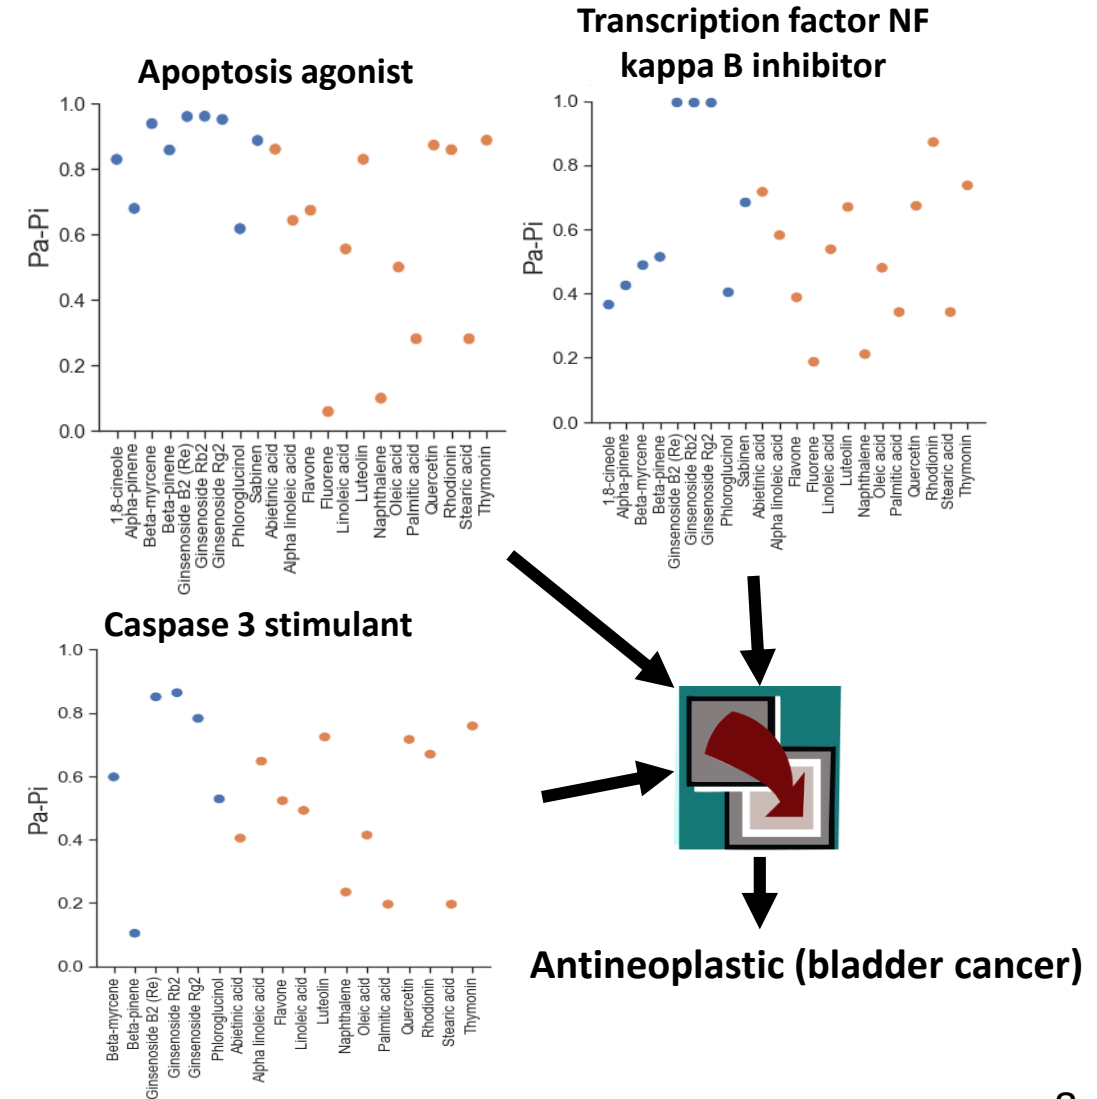 Transcription factor NF
kappa B inhibitor
Apoptosis agonist
Pa-Pi
1.0
0.8
0.6
0.4
0.2
0.0
1,8-cineole
Alpha-pinene
Beta-myrcene
Beta-pinene
Ginsenoside B2 (Re)
Ginsenoside Rb2
Ginsenoside Rg2
Phloroglucinol
Sabinen
Abietinic acid
Alpha linoleic acid
Flavone
Fluorene
Linoleic acid
Luteolin
Naphthalene
Oleic acid
Palmitic acid
Quercetin
Rhodionin
Stearic acid
Thymonin
Pa-Pi
1.0
0.8
0.6
0.4
0.2
0.0
1,8-cineole
Alpha-pinene
Beta-myrcene
Beta-pinene
Ginsenoside B2 (Re)
Ginsenoside Rb2
Ginsenoside Rg2
Phloroglucinol
Sabinen
Abietinic acid
Alpha linoleic acid
Flavone
Fluorene
Linoleic acid
Luteolin
Naphthalene
Oleic acid
Palmitic acid
Quercetin
Rhodionin
Stearic acid
Thymonin
Caspase 3 stimulant
Pa-Pi
1.0
0.8
0.6
0.4
0.2
0.0
Beta-myrcene
Beta-pinene
Ginsenoside B2 (Re)
Ginsenoside Rb2
Ginsenoside Rg2
Phloroglucinol
Abietinic acid
Alpha linoleic acid
Flavone
Linoleic acid
Luteolin
Naphthalene
Oleic acid
Palmitic acid
Quercetin
Rhodionin
Stearic acid
Thymonin
Antineoplastic (bladder cancer)